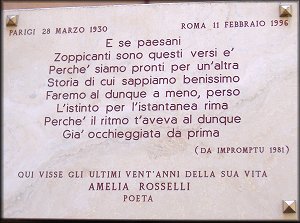 PARIGI 28 MARZO 1930 ROMA 11 FEBBRAIO 1996
E se paesani
Zoppicanti sono questi versi e'
Perche' siamo pronti per un'altra
Storia di cui sappiamo benissimo
Faremo al dunque a meno, perso
L'istinto per l'istantanea rima
Perche' il ritmo t'aveva al dunque
Gia' occhieggiata da prima
(DA IMPROMPTU 1981)
QUI VISSE GLI ULTIMI VENT'ANNI DELLA SUA VITA
AMELIA ROSSELLI
POETA